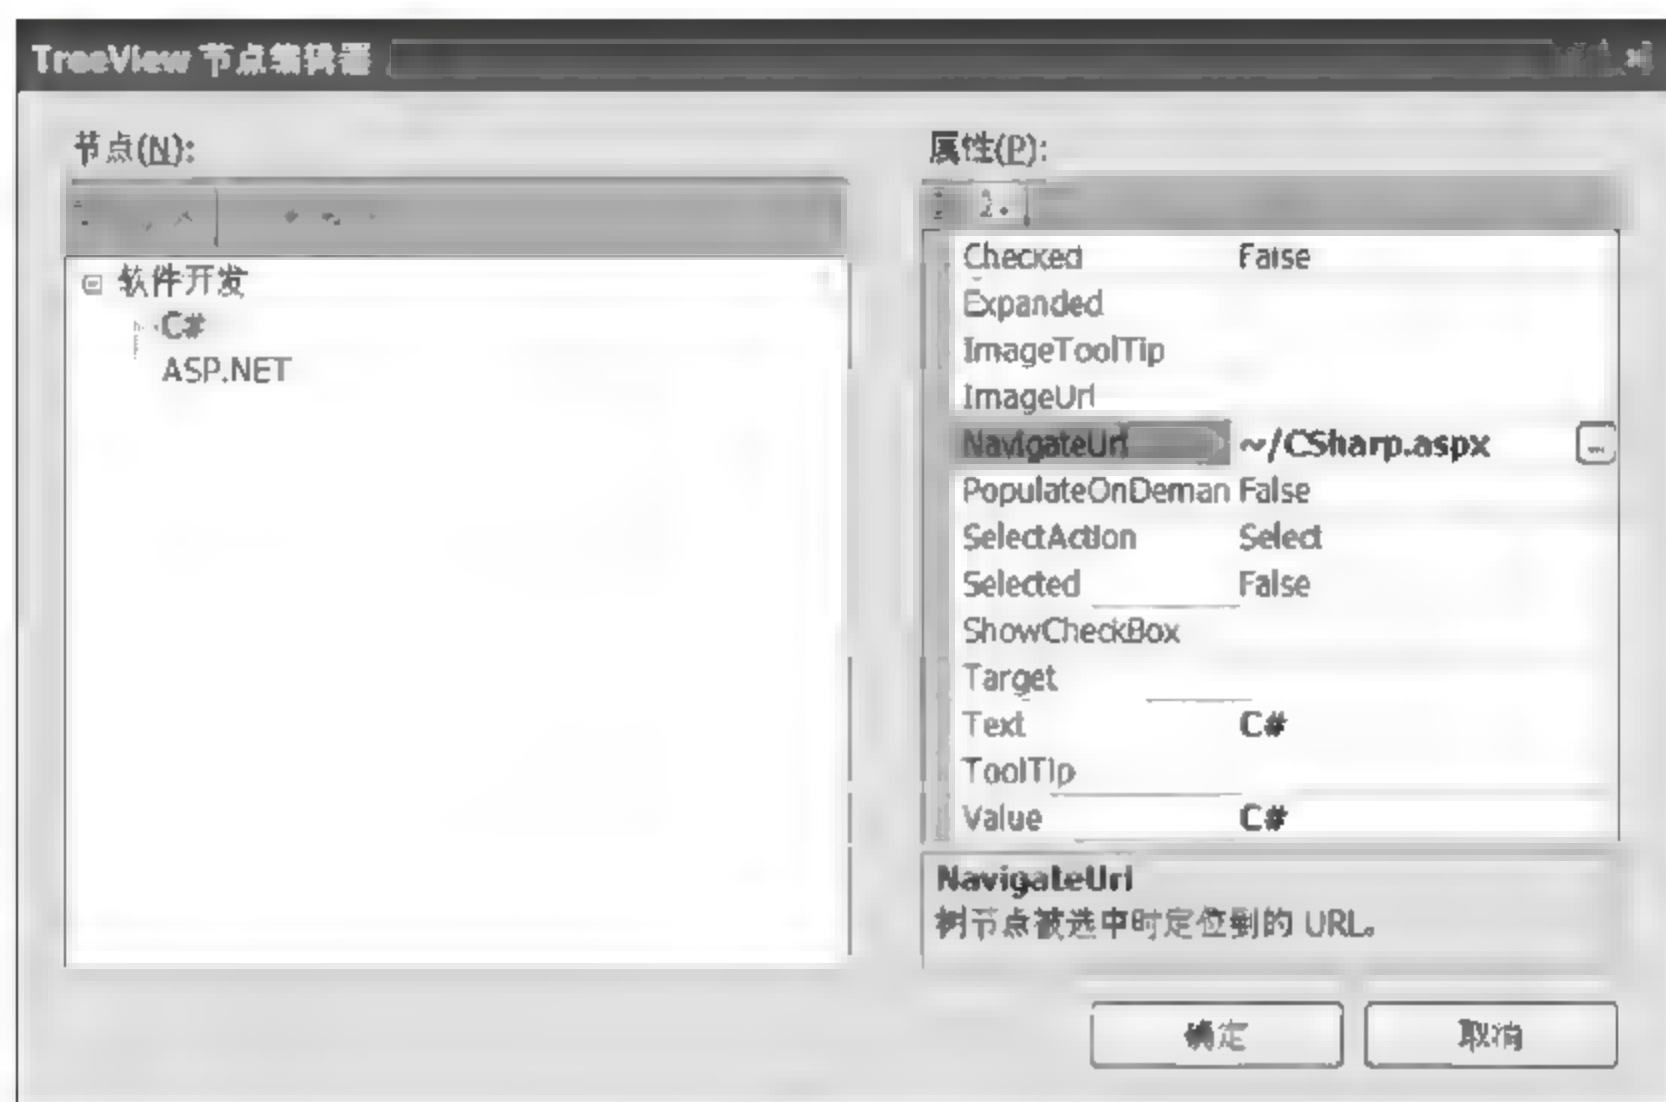 TreeView 节点编辑器
节点(N):
软件开发
C#
ASP.NET
属性(P):
Checked False
Expanded
ImageToolTip
ImageUrl
NavigateUrl ~/CSharp.aspx ...
PopulateOnDeman False
SelectAction Select
Selected False
ShowCheckBox
Target
Text C#
ToolTip
Value C#
NavigateUrl
树节点被选中时定位到的 URL。
确定 取消